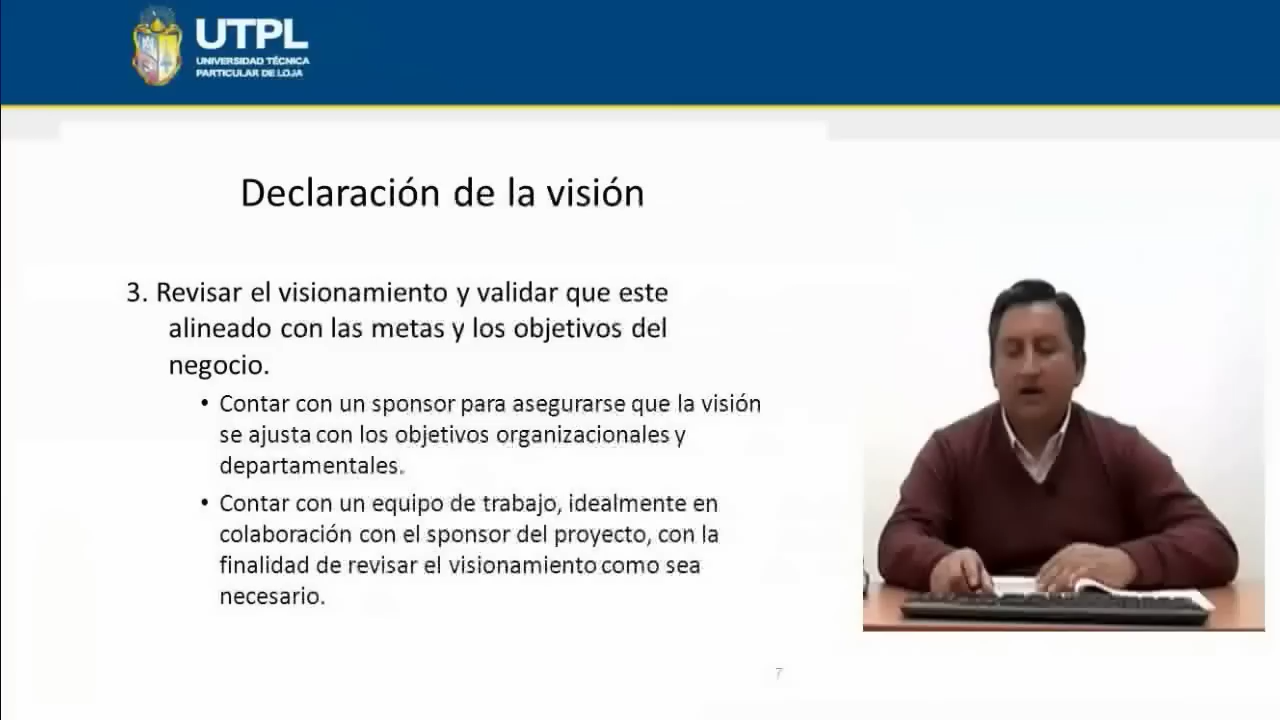 UTPL
UNIVERSIDAD TÉCNICA
PARTICULAR DE LOJA
Declaración de la visión
3. Revisar el visionamiento y validar que este
alineado con las metas y los objetivos del
negocio.
• Contar con un sponsor para asegurarse que la visión
se ajusta con los objetivos organizacionales y
departamentales.
• Contar con un equipo de trabajo, idealmente en
colaboración con el sponsor del proyecto, con la
finalidad de revisar el visionamiento como sea
necesario.
7